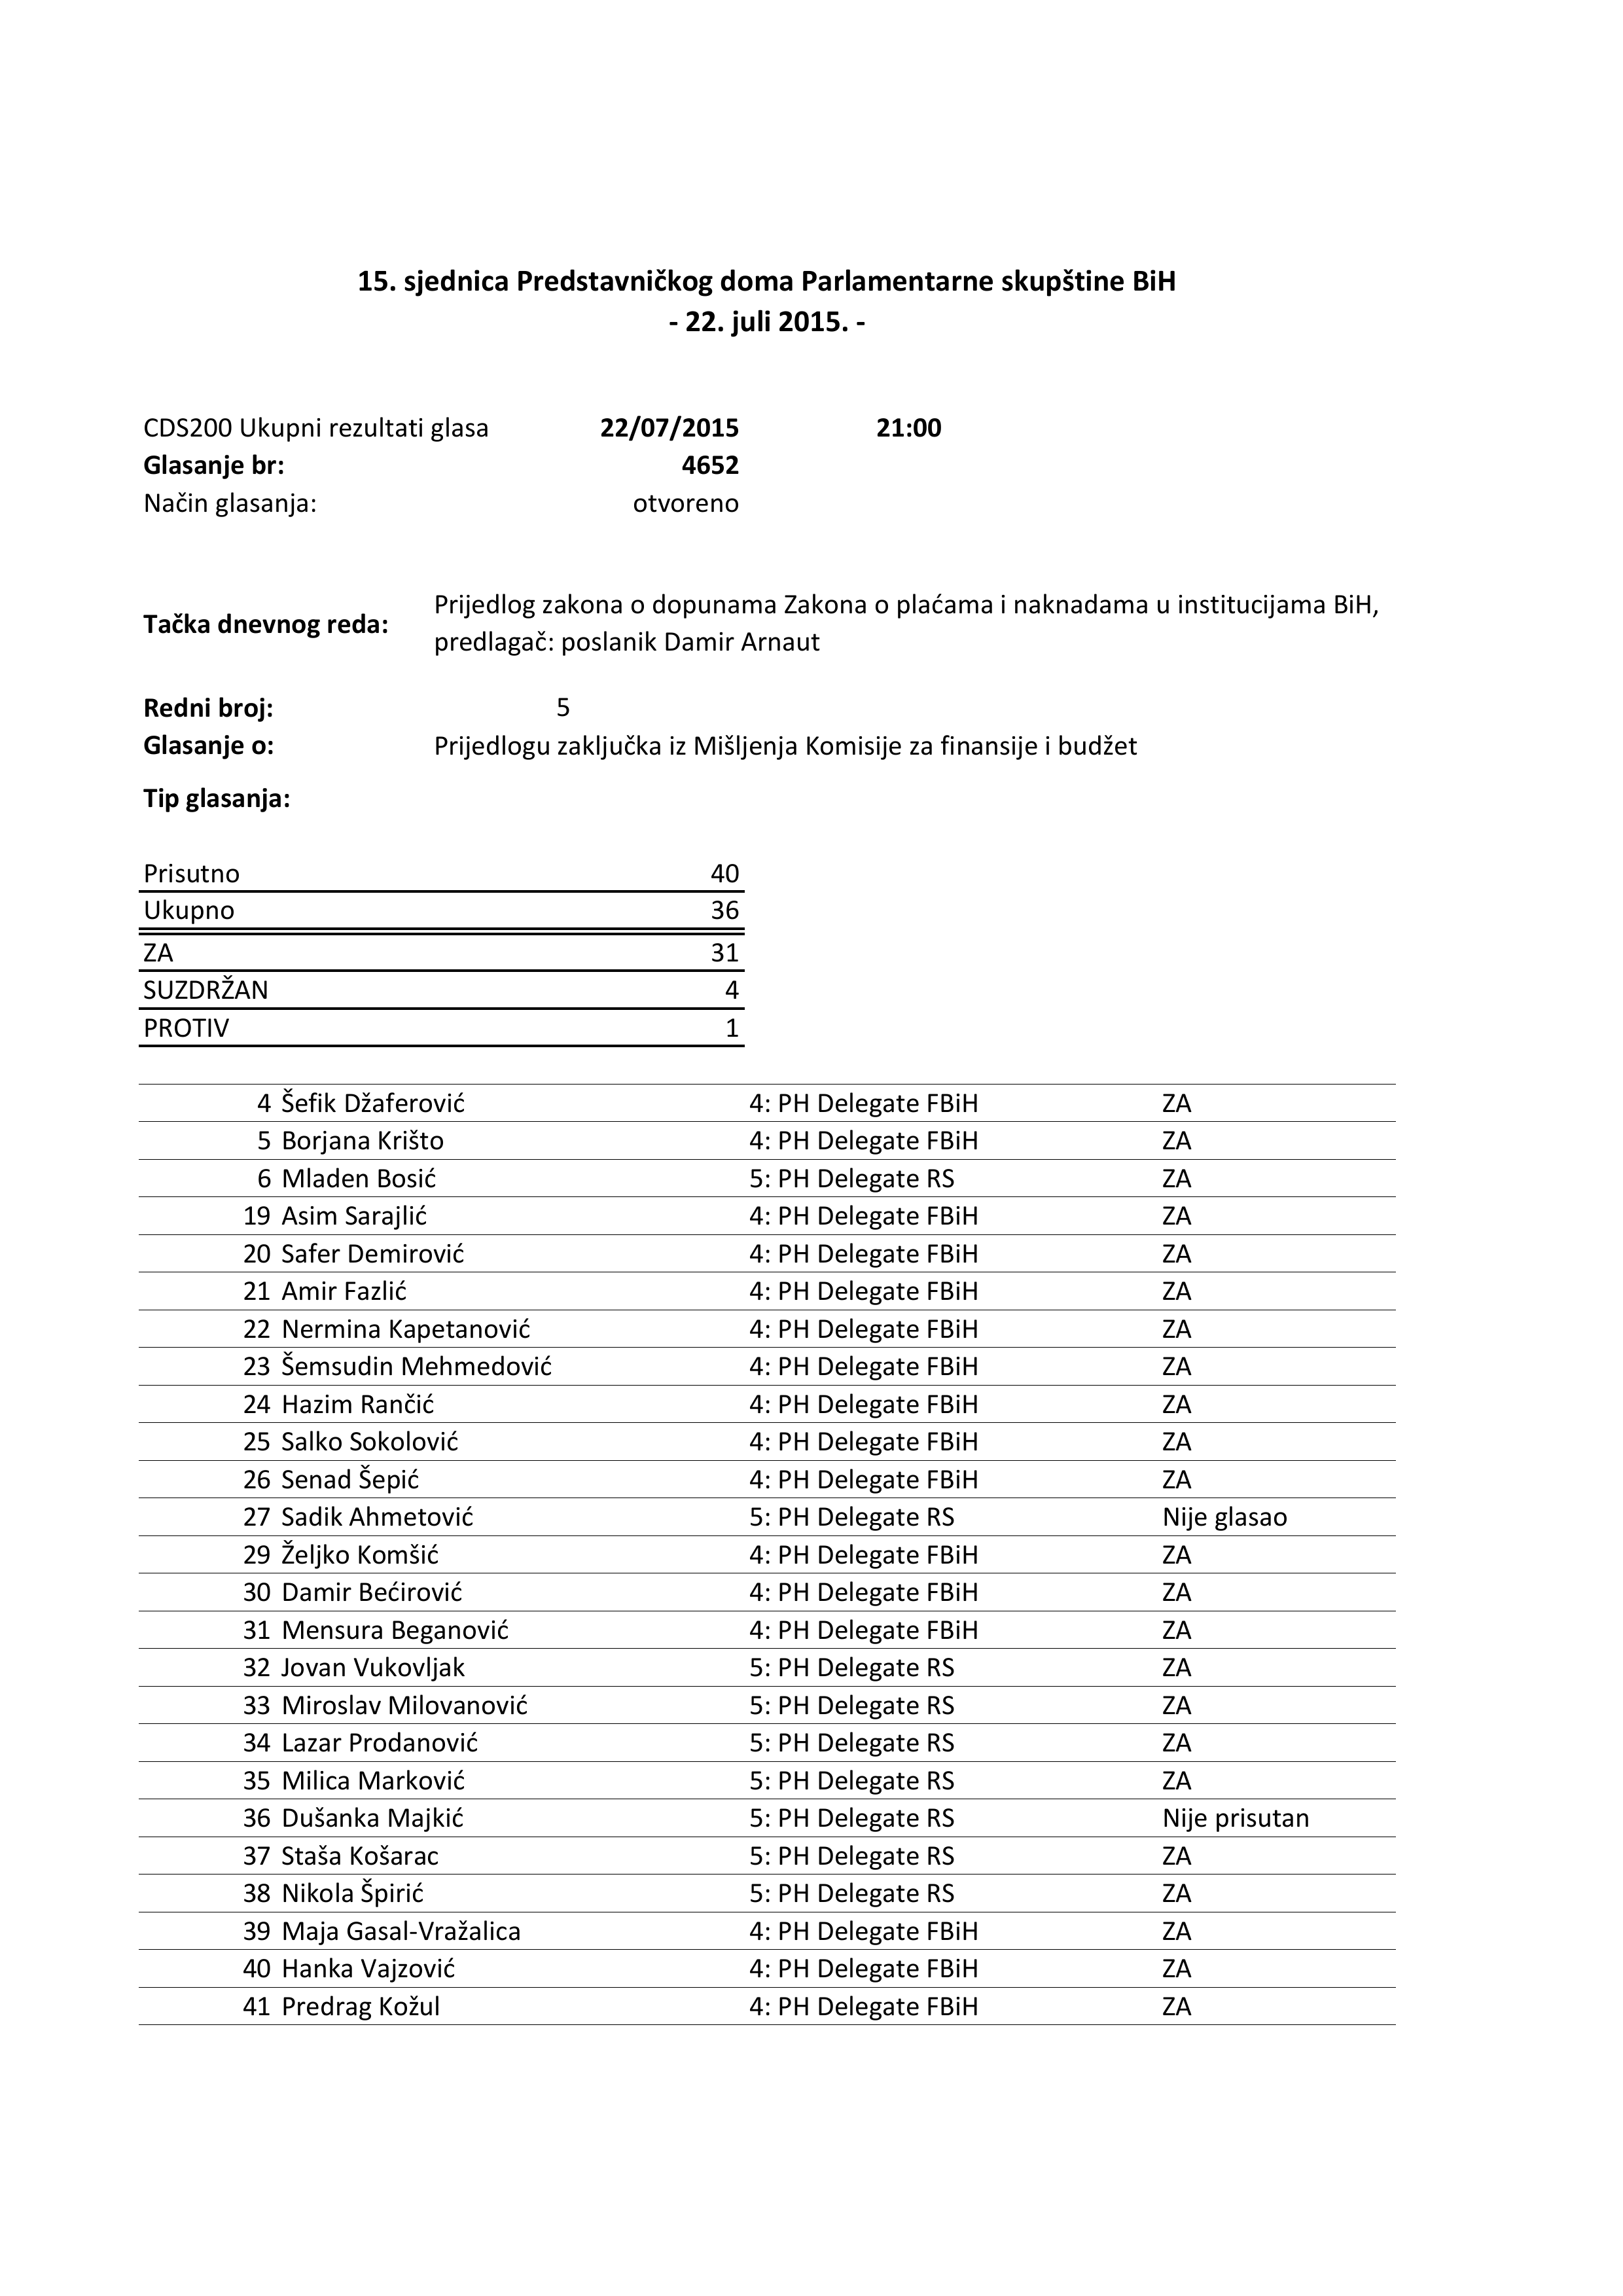 15. sjednica Predstavničkog doma Parlamentarne skupštine BiH
- 22. juli 2015. -
CDS200 Ukupni rezultati glasa 22/07/2015 21:00
Glasanje br: 4652
Način glasanja: otvoreno
Tačka dnevnog reda: Prijedlog zakona o dopunama Zakona o plaćama i naknadama u institucijama BiH,
predlagač: poslanik Damir Arnaut
Redni broj: 5
Glasanje o: Prijedlogu zaključka iz Mišljenja Komisije za finansije i budžet
Tip glasanja:
Prisutno 40
Ukupno 36
ZA 31
SUZDRŽAN 4
PROTIV 1
4 Šefik Džaferović 4: PH Delegate FBiH ZA
5 Borjana Krišto 4: PH Delegate FBiH ZA
6 Mladen Bosić 5: PH Delegate RS ZA
19 Asim Sarajlić 4: PH Delegate FBiH ZA
20 Safer Demirović 4: PH Delegate FBiH ZA
21 Amir Fazlić 4: PH Delegate FBiH ZA
22 Nermina Kapetanović 4: PH Delegate FBiH ZA
23 Šemsudin Mehmedović 4: PH Delegate FBiH ZA
24 Hazim Rančić 4: PH Delegate FBiH ZA
25 Salko Sokolović 4: PH Delegate FBiH ZA
26 Senad Šepić 4: PH Delegate FBiH ZA
27 Sadik Ahmetović 5: PH Delegate RS Nije glasao
29 Željko Komšić 4: PH Delegate FBiH ZA
30 Damir Bećirović 4: PH Delegate FBiH ZA
31 Mensura Beganović 4: PH Delegate FBiH ZA
32 Jovan Vukovljak 5: PH Delegate RS ZA
33 Miroslav Milovanović 5: PH Delegate RS ZA
34 Lazar Prodanović 5: PH Delegate RS ZA
35 Milica Marković 5: PH Delegate RS ZA
36 Dušanka Majkić 5: PH Delegate RS Nije prisutan
37 Staša Košarac 5: PH Delegate RS ZA
38 Nikola Špirić 5: PH Delegate RS ZA
39 Maja Gasal-Vražalica 4: PH Delegate FBiH ZA
40 Hanka Vajzović 4: PH Delegate FBiH ZA
41 Predrag Kožul 4: PH Delegate FBiH ZA